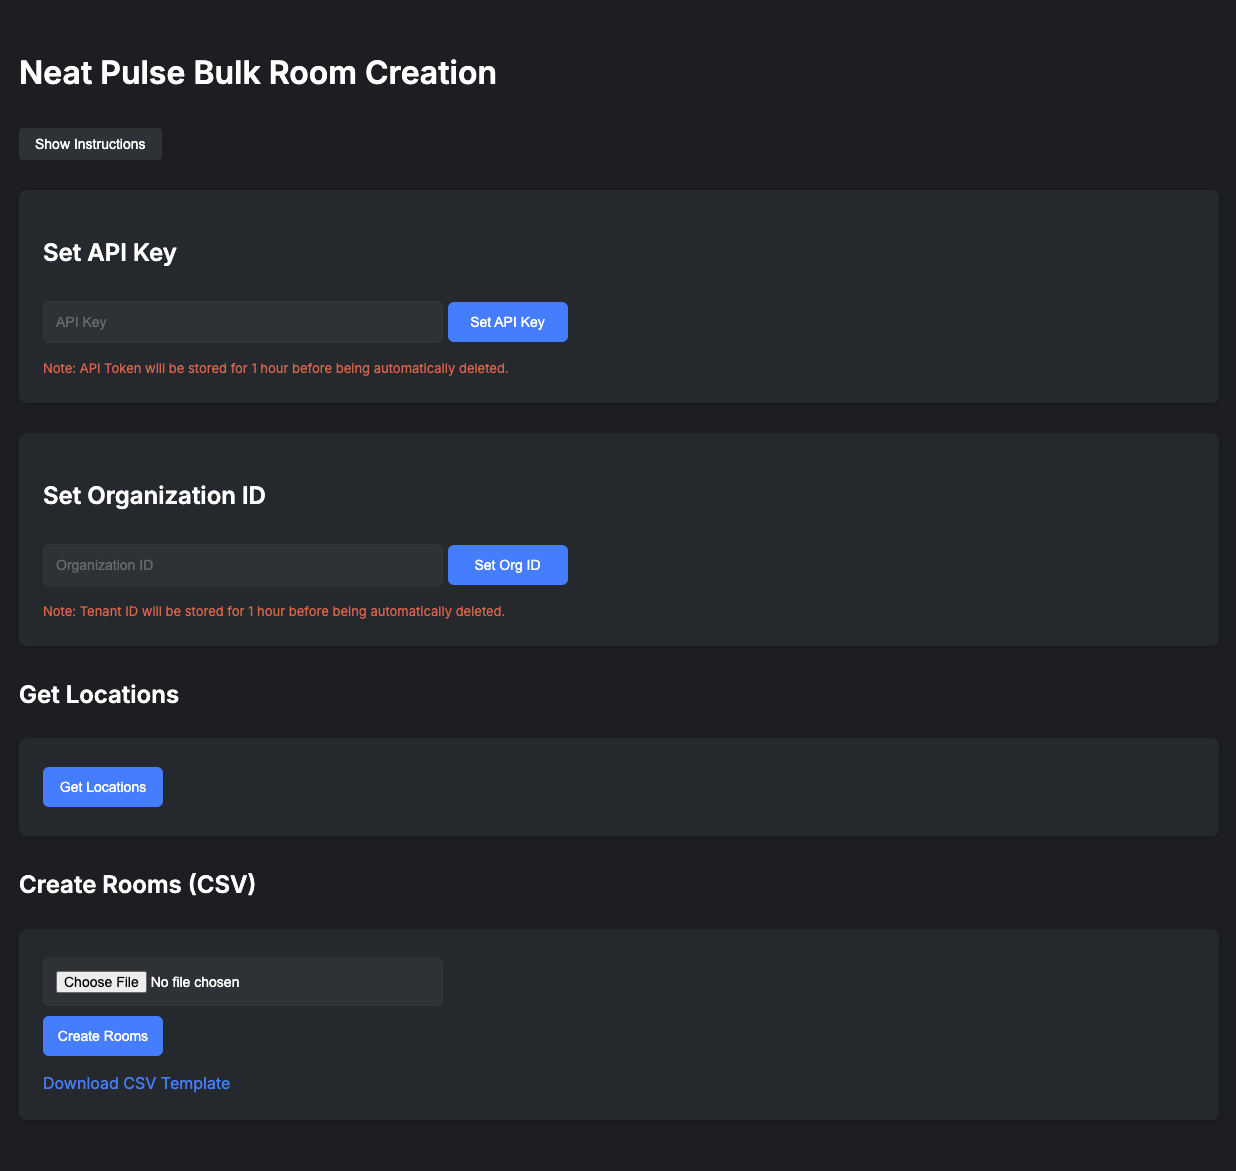 Neat Pulse Bulk Room Creation
Show Instructions
Set API Key
API Key
Set API Key
Note: API Token will be stored for 1 hour before being automatically deleted.
Set Organization ID
Organization ID
Set Org ID
Note: Tenant ID will be stored for 1 hour before being automatically deleted.
Get Locations
Get Locations
Create Rooms (CSV)
Choose File No file chosen
Create Rooms
Download CSV Template